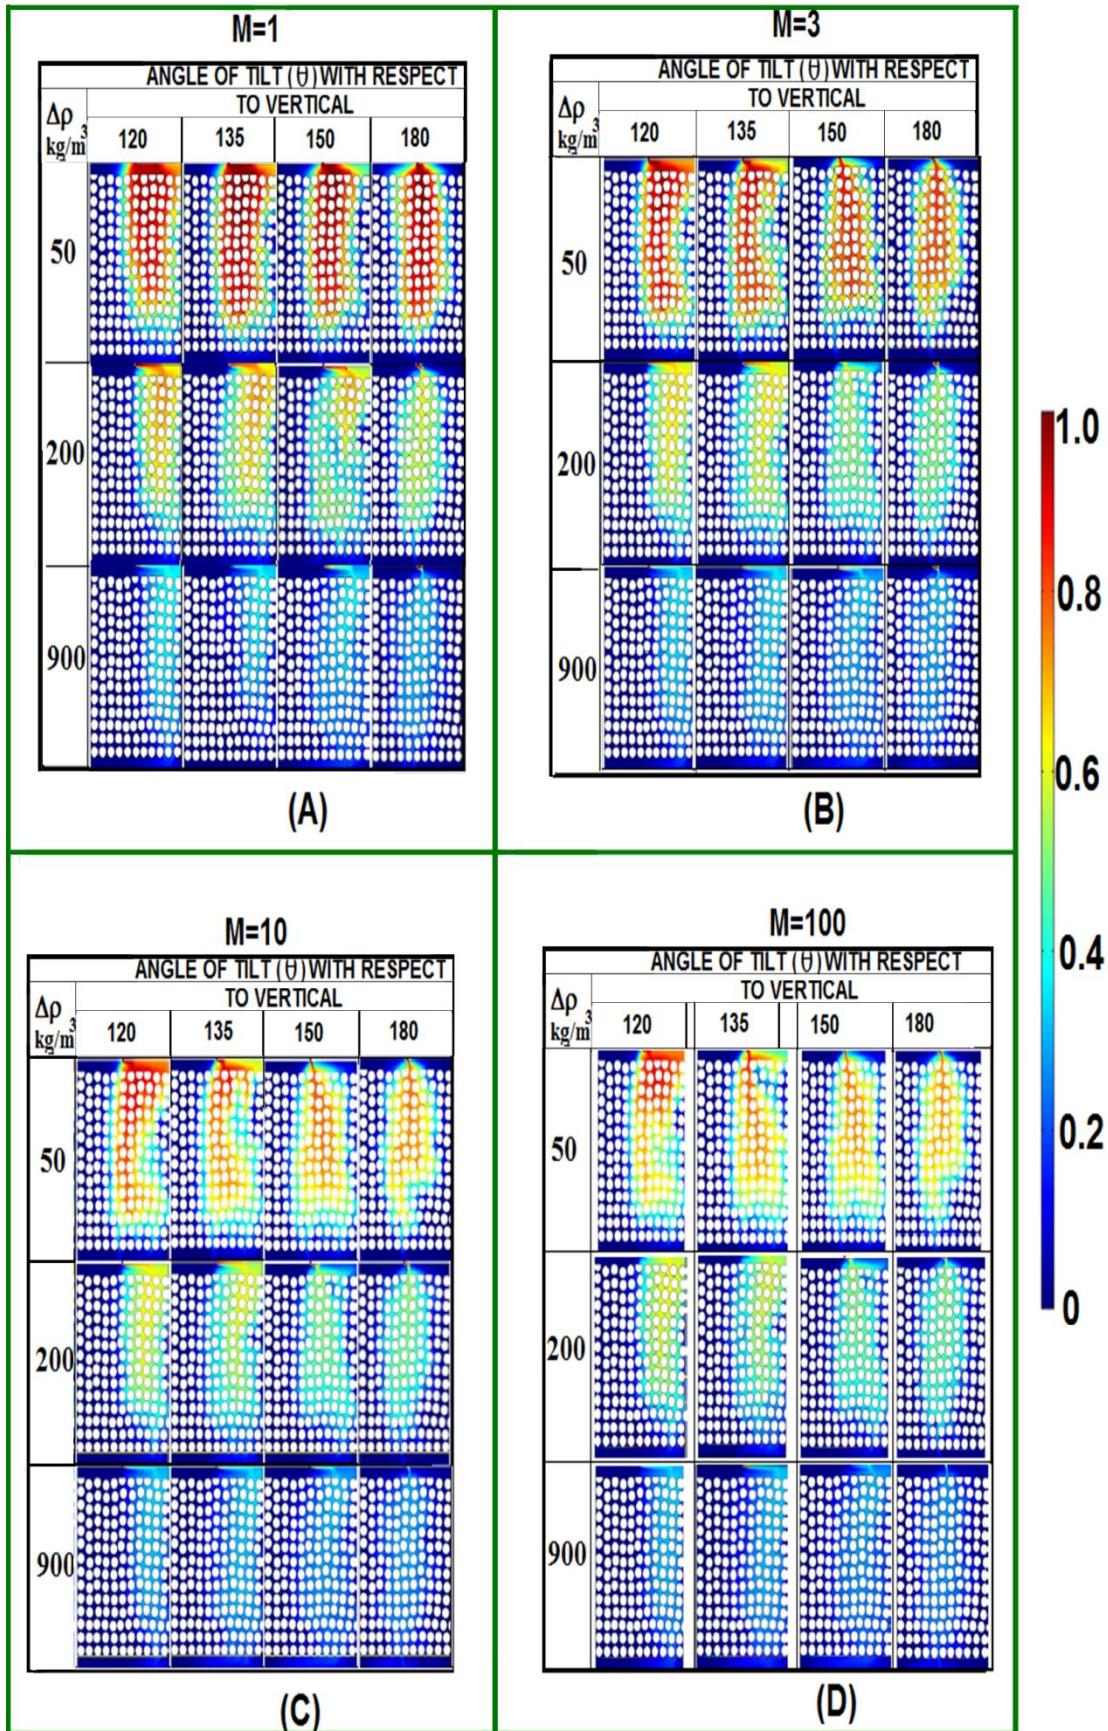 M=1
ANGLE OF TILT (θ) WITH RESPECT
TO VERTICAL
Δρ
kg/m³
120 135 150 180
50
200
900
(A)
M=3
ANGLE OF TILT (θ) WITH RESPECT
TO VERTICAL
Δρ
kg/m³
120 135 150 180
50
200
900
(B)
M=10
ANGLE OF TILT (θ) WITH RESPECT
TO VERTICAL
Δρ
kg/m³
120 135 150 180
50
200
900
(C)
M=100
ANGLE OF TILT (θ) WITH RESPECT
TO VERTICAL
Δρ
kg/m³
120 135 150 180
50
200
900
(D)
1.0
0.8
0.6
0.4
0.2
0